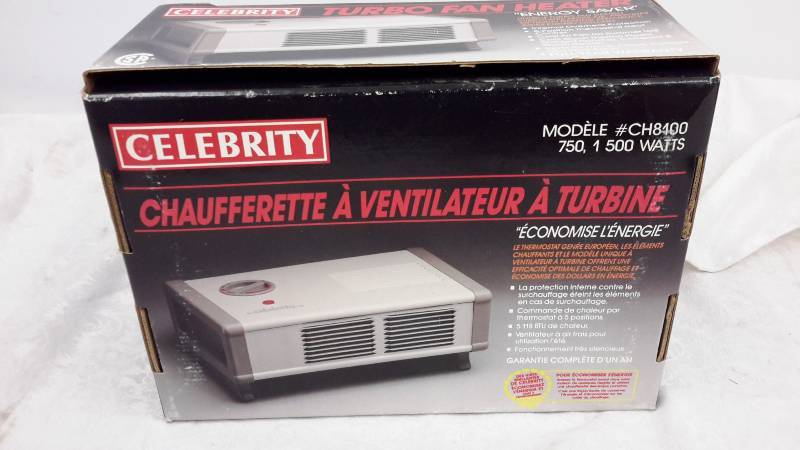 CELEBRITY
TURBO FAN HEATER
"ENERGY SAVER"
CELEBRITY
MODÈLE #CH8100
750, 1 500 WATTS
CHAUFFERETTE À VENTILATEUR À TURBINE
"ÉCONOMISE L'ÉNERGIE"
LE THERMOSTAT GENRE EUROPÉEN, LES ÉLÉMENTS
CHAUFFANTS ET LE MODÈLE UNIQUE À
VENTILATEUR À TURBINE OFFRENT UNE
EFFICACITÉ OPTIMALE DE CHAUFFAGE ET
ÉCONOMISE DES DOLLARS EN ÉNERGIE.
La protection interne contre le
surchauffage éteint les éléments
en cas de surchauffage.
Commande de chaleur par
thermostat à 5 positions.
5 118 BTU de chaleur.
Ventilateur à air frais pour
utilisation l'été.
Fonctionnement très silencieux.
GARANTIE COMPLÈTE D'UN AN
DE CELEBRITY
POUR ÉCONOMISER L'ÉNERGIE